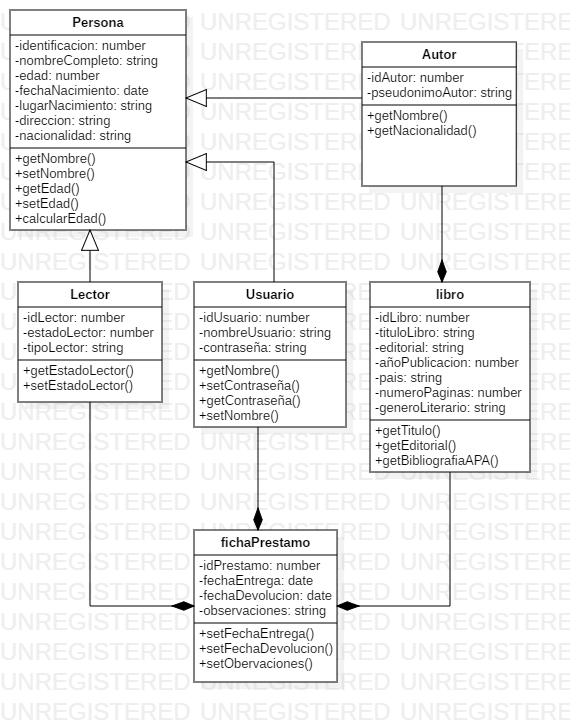 Persona
-identificacion: number
-nombreCompleto: string
-edad: number
-fechaNacimiento: date
-lugarNacimiento: string
-direccion: string
-nacionalidad: string
+getNombre()
+setNombre()
+getEdad()
+setEdad()
+calcularEdad()
Autor
-idAutor: number
-pseudonimoAutor: string
+getNombre()
+getNacionalidad()
Lector
-idLector: number
-estadoLector: number
-tipoLector: string
+getEstadoLector()
+setEstadoLector()
Usuario
-idUsuario: number
-nombreUsuario: string
-contraseña: string
+getNombre()
+setContraseña()
+getContraseña()
+setNombre()
libro
-idLibro: number
-tituloLibro: string
-editorial: string
-añoPublicacion: number
-pais: string
-numeroPaginas: number
-generoLiterario: string
+getTitulo()
+getEditorial()
+getBibliografiaAPA()
fichaPrestamo
-idPrestamo: number
-fechaEntrega: date
-fechaDevolucion: date
-observaciones: string
+setFechaEntrega()
+setFechaDevolucion()
+setObervaciones()
UNREGISTERED